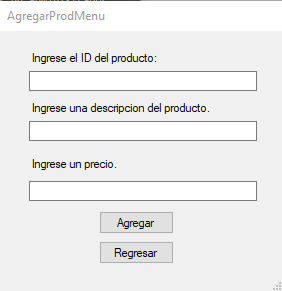 AgregarProdMenu
Ingrese el ID del producto:
Ingrese una descripcion del producto.
Ingrese un precio.
Agregar
Regresar